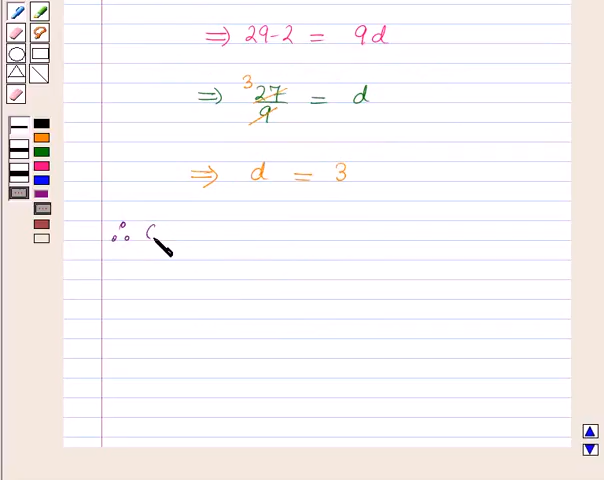 ⇒ 29-2 = 9d
⇒ 3 27/9 = d
⇒ d = 3
∴